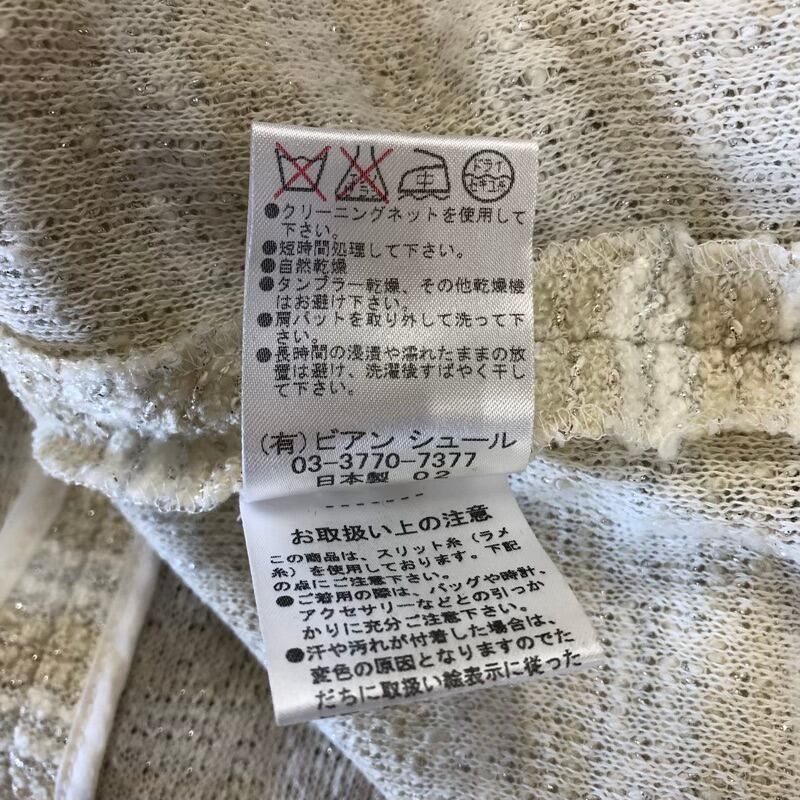 エンソサラシ
中
ドライ
セキユ系
●クリーニングネットを使用して
下さい。
●短時間処理して下さい。
●自然乾燥
●タンブラー乾燥、その他乾燥機
はお避け下さい。
●肩パットを取り外して洗って下
さい。
●長時間の浸漬や濡れたままの放
置は避け、洗濯後すばやく干し
て下さい。
(有)ビアン シュール
03-3770-7377
日本製 02
-------
お取扱い上の注意
この商品は、スリット糸(ラメ
糸)を使用しております。下記
の点にご注意下さい。
●ご着用の際は、バッグや時計、
アクセサリーなどとの引っか
かりに充分ご注意下さい。
●汗や汚れが付着した場合は、
変色の原因となりますのでた
だちに取扱い絵表示に従った